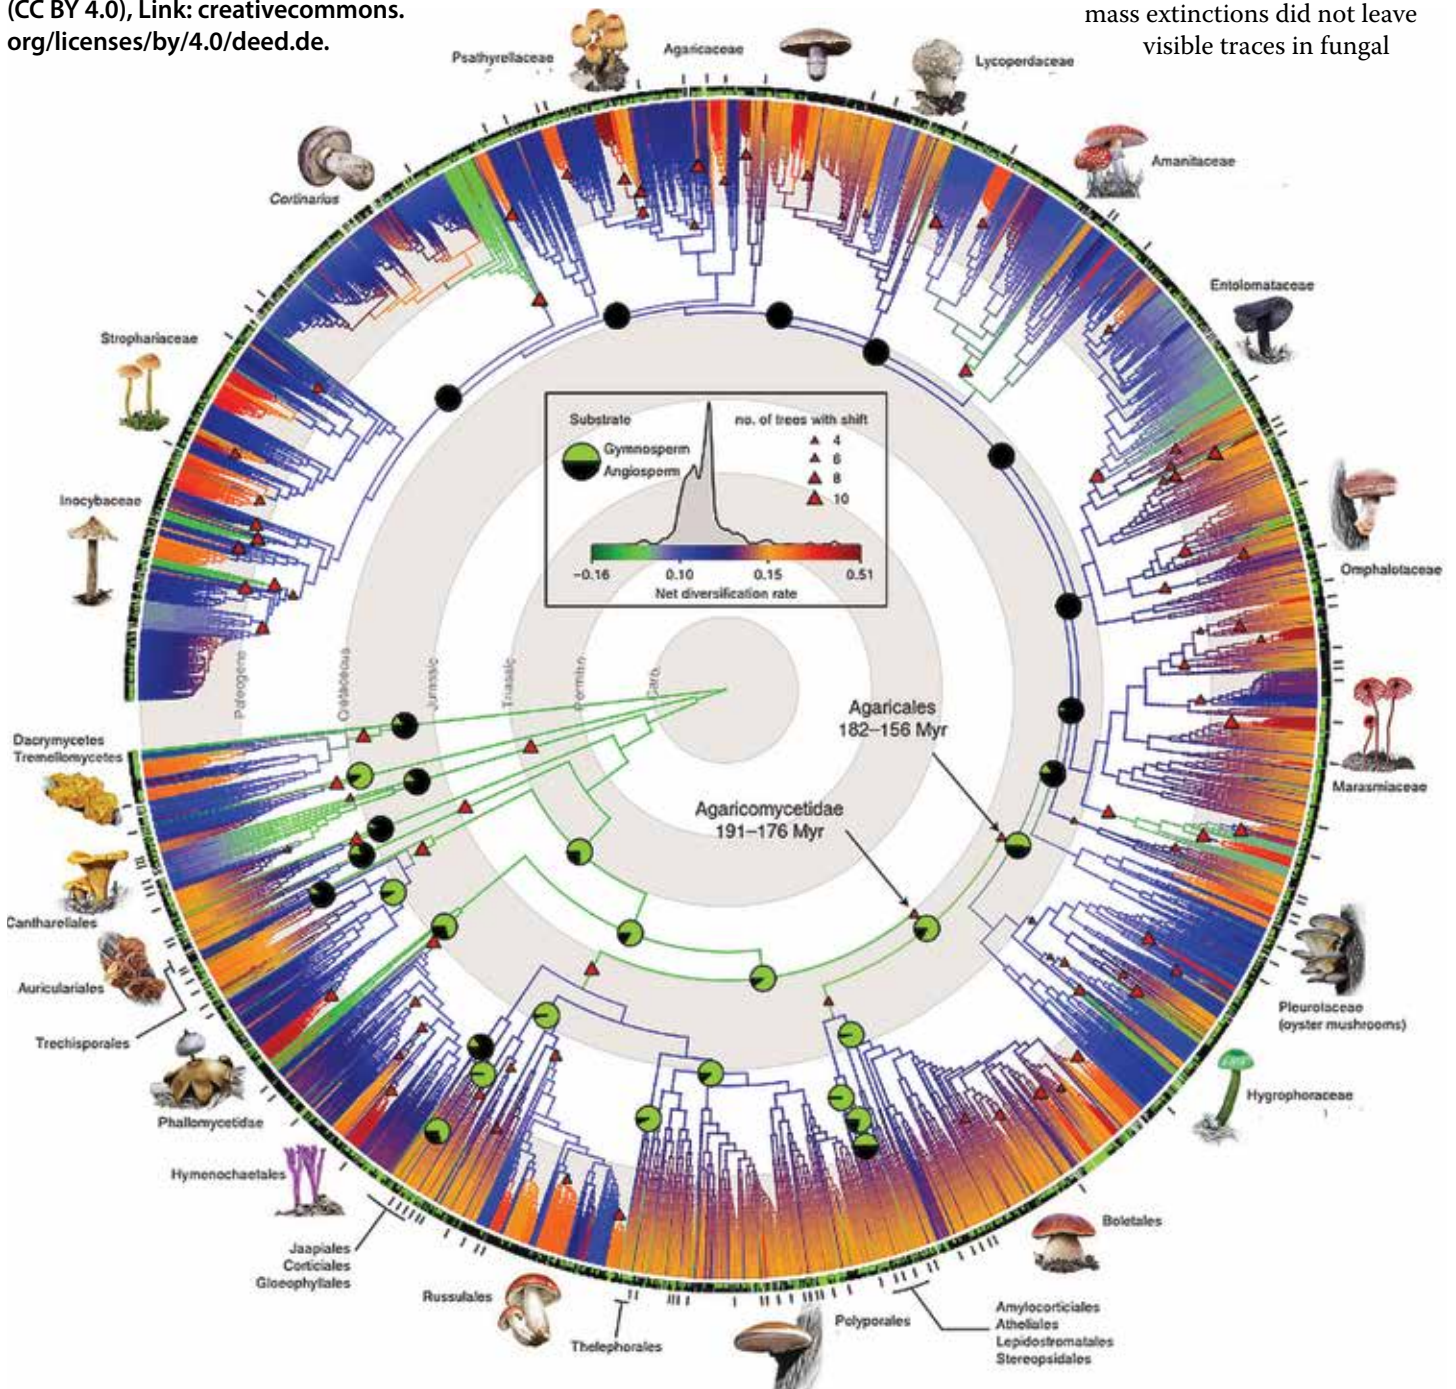 (CC BY 4.0), Link: creativecommons.
org/licenses/by/4.0/deed.de.
mass extinctions did not leave
visible traces in fungal
Psathyrellaceae
Agaricaceae
Lycoperdaceae
Amanitaceae
Cortinarius
Entolomataceae
Strophariaceae
Inocybaceae
Omphalotaceae
Marasmiaceae
Substrate
Gymnosperm
Angiosperm
no. of trees with shift
4
6
8
10
−0.16
0.10
0.15
0.51
Net diversification rate
Paleogene
Cretaceous
Jurassic
Triassic
Permian
Carb.
Agaricales
182–156 Myr
Agaricomycetidae
191–176 Myr
Dacrymycetes
Tremellomycetes
Cantharellales
Auriculariales
Trechisporales
Phallomycetidae
Hymenochaetales
Jaapiales
Corticiales
Gloeophyllales
Russulales
Thelephorales
Polyporales
Amylocorticiales
Atheliales
Lepidostromatales
Stereopsidales
Boletales
Hygrophoraceae
Pleurotaceae
(oyster mushrooms)